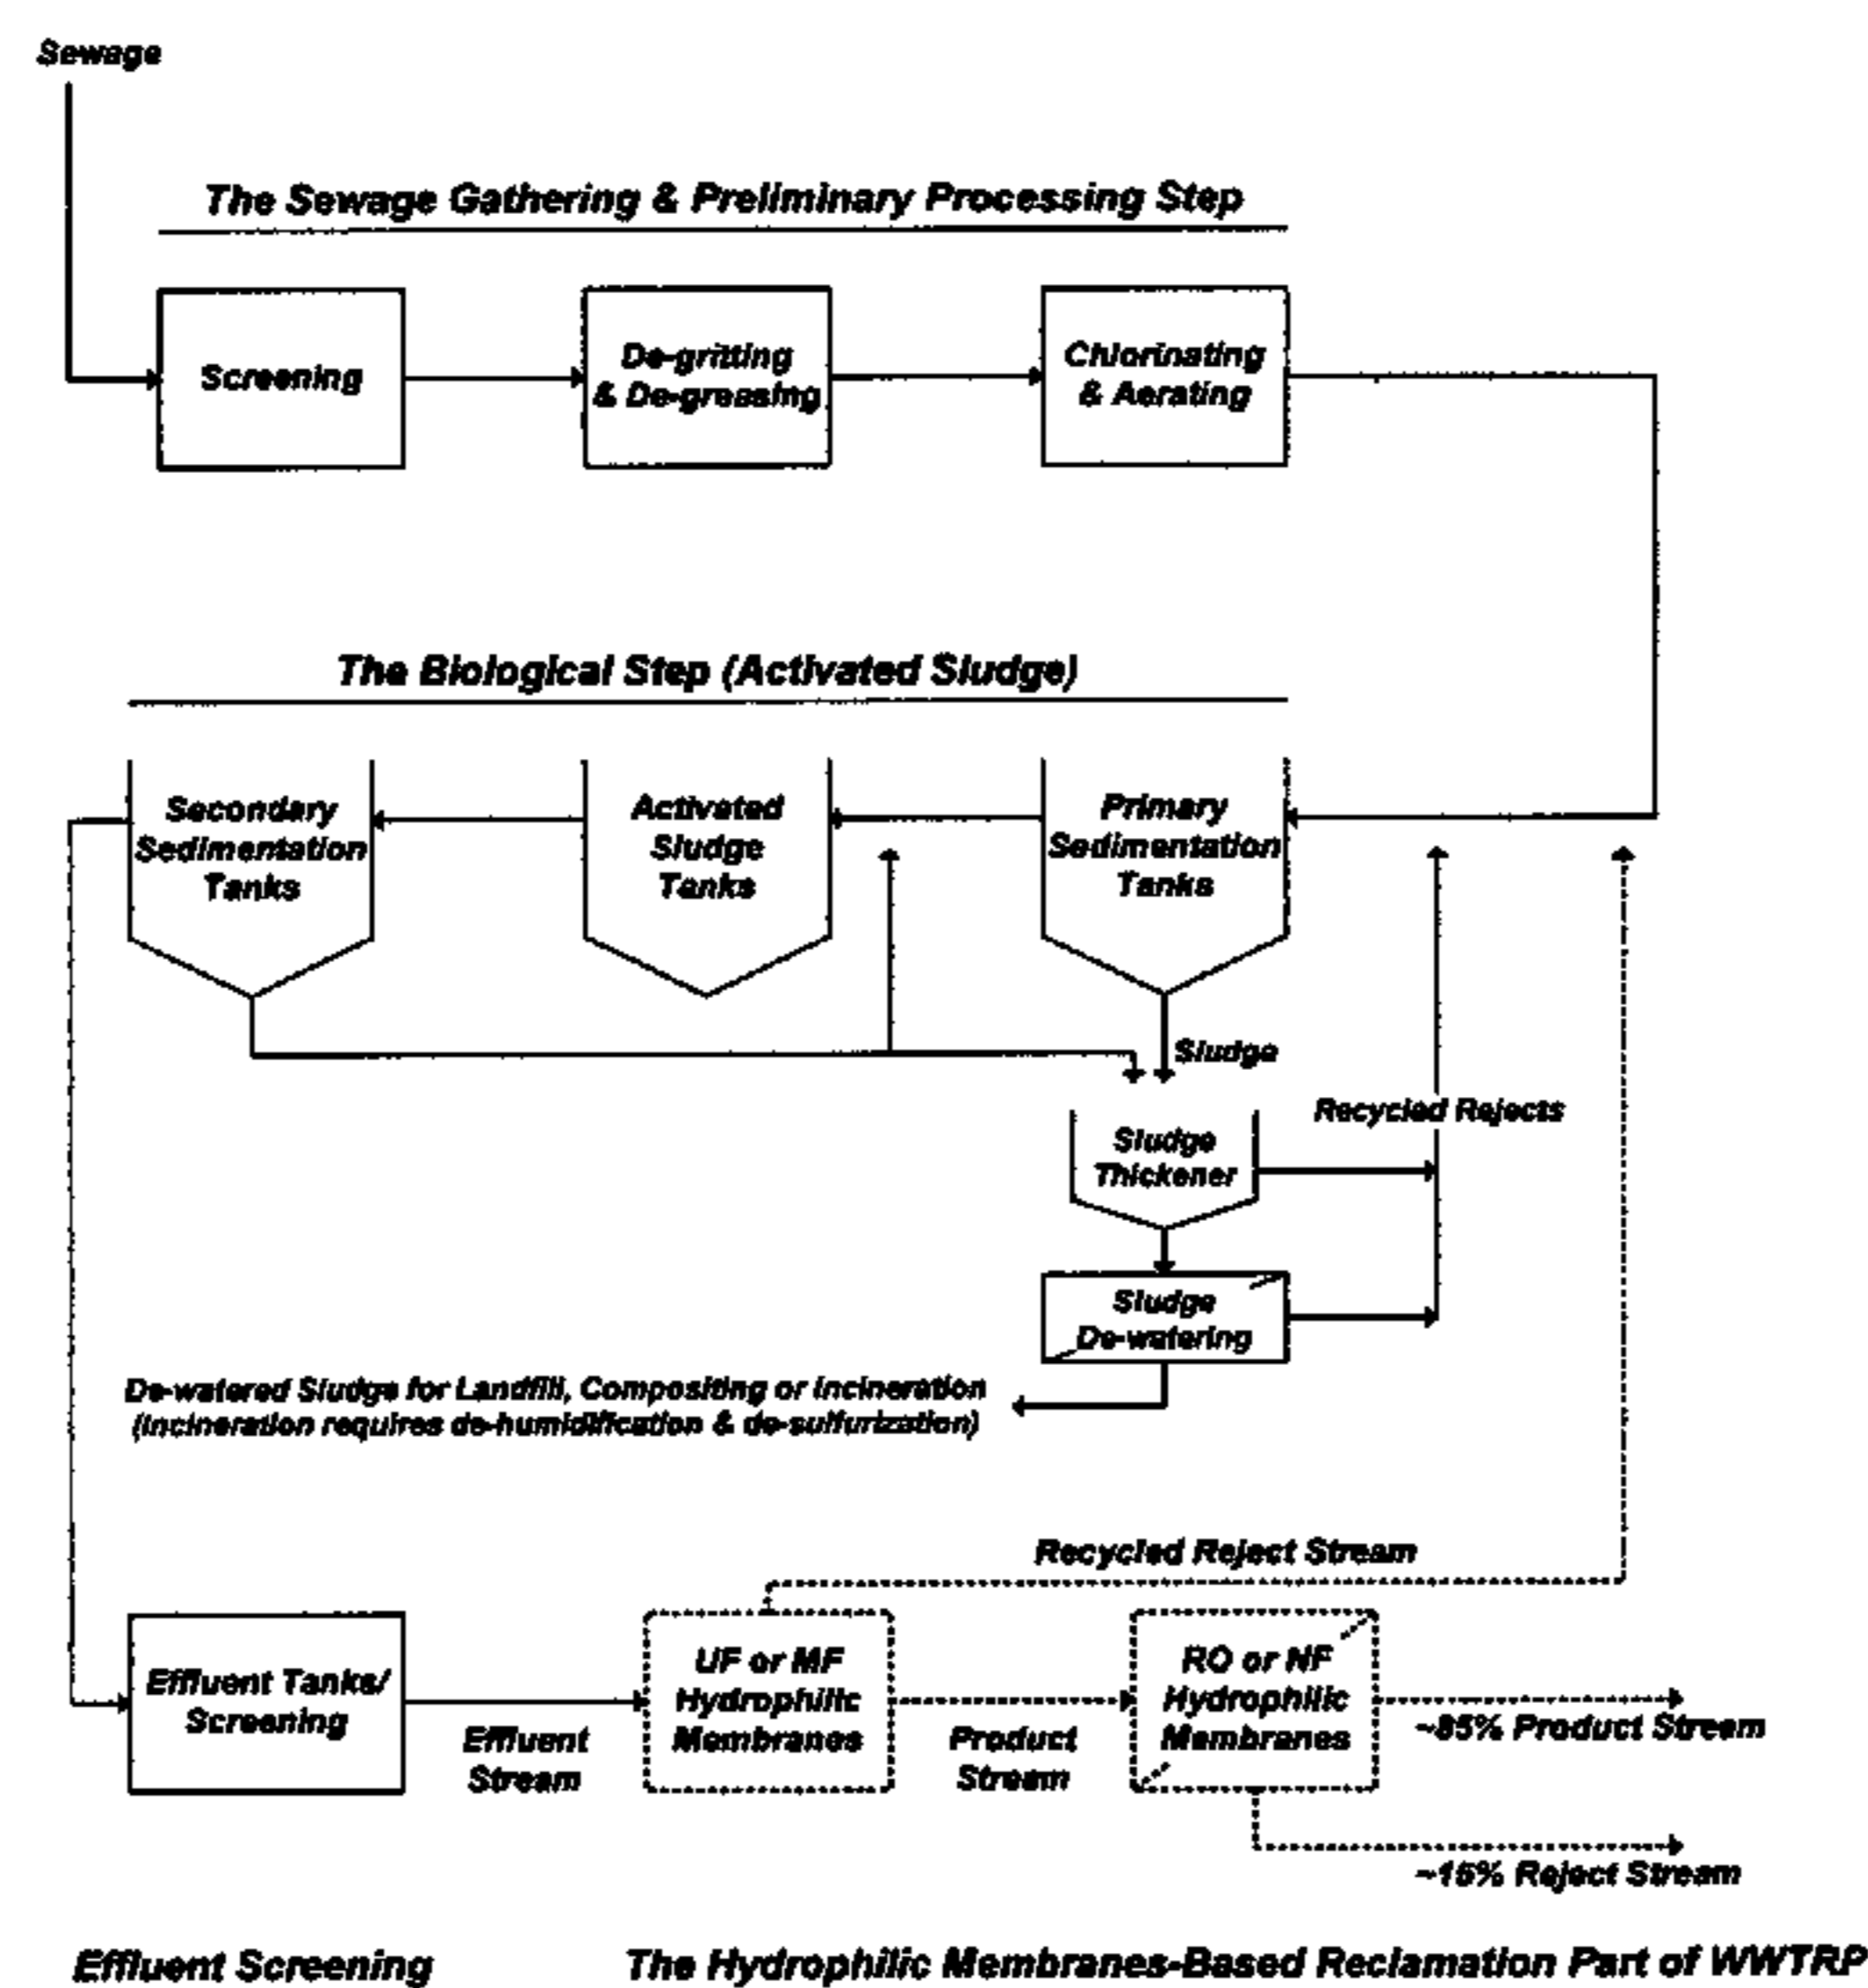 Sewage
The Sewage Gathering & Preliminary Processing Step
Screening
De-gritting
& De-greasing
Chlorinating
& Aerating
The Biological Step (Activated Sludge)
Secondary
Sedimentation
Tanks
Activated
Sludge
Tanks
Primary
Sedimentation
Tanks
Sludge
Recycled Rejects
Sludge
Thickener
Sludge
De-watering
De-watered Sludge for Landfill, Compositing or Incineration
(Incineration requires de-humidification & de-sulfurization)
Recycled Reject Stream
Effluent Tanks/
Screening
Effluent
Stream
UF or MF
Hydrophilic
Membranes
Product
Stream
RO or NF
Hydrophilic
Membranes
~85% Product Stream
~15% Reject Stream
Effluent Screening
The Hydrophilic Membranes-Based Reclamation Part of WWTRP